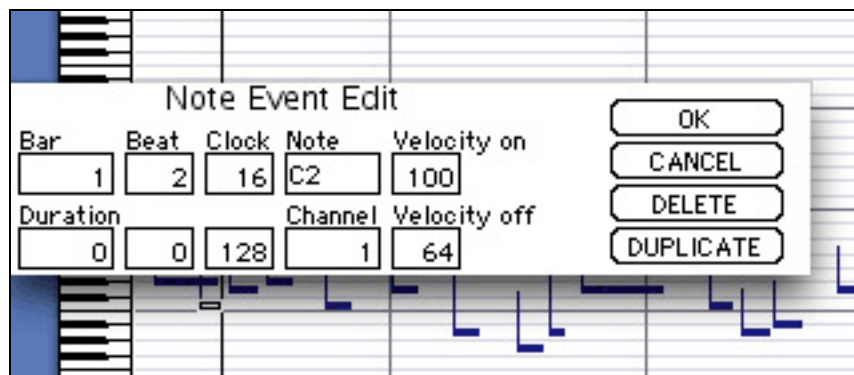 Note Event Edit
Bar Beat Clock Note Velocity on
1 2 16 C2 100
Duration Channel Velocity off
0 0 128 1 64
OK
CANCEL
DELETE
DUPLICATE